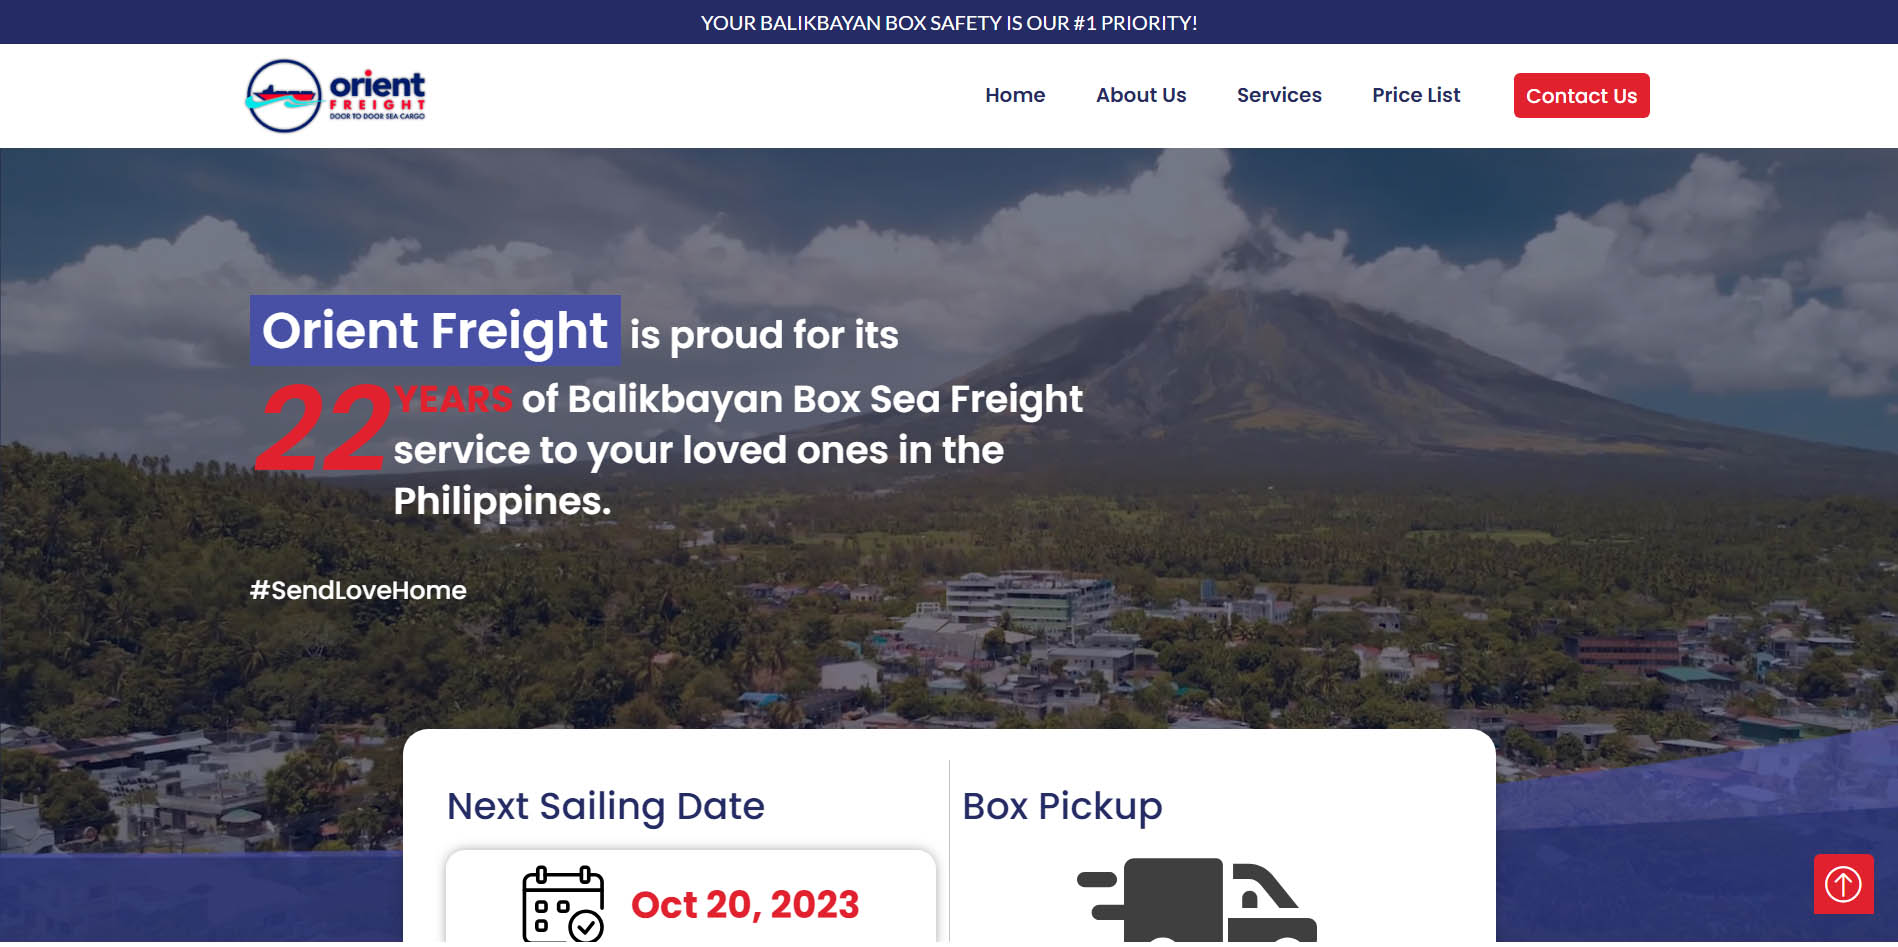 YOUR BALIKBAYAN BOX SAFETY IS OUR #1 PRIORITY!
orient
FREIGHT
DOOR TO DOOR SEA CARGO
Home
About Us
Services
Price List
Contact Us
Orient Freight is proud for its
22 YEARS of Balikbayan Box Sea Freight
service to your loved ones in the
Philippines.
#SendLoveHome
Next Sailing Date
Oct 20, 2023
Box Pickup